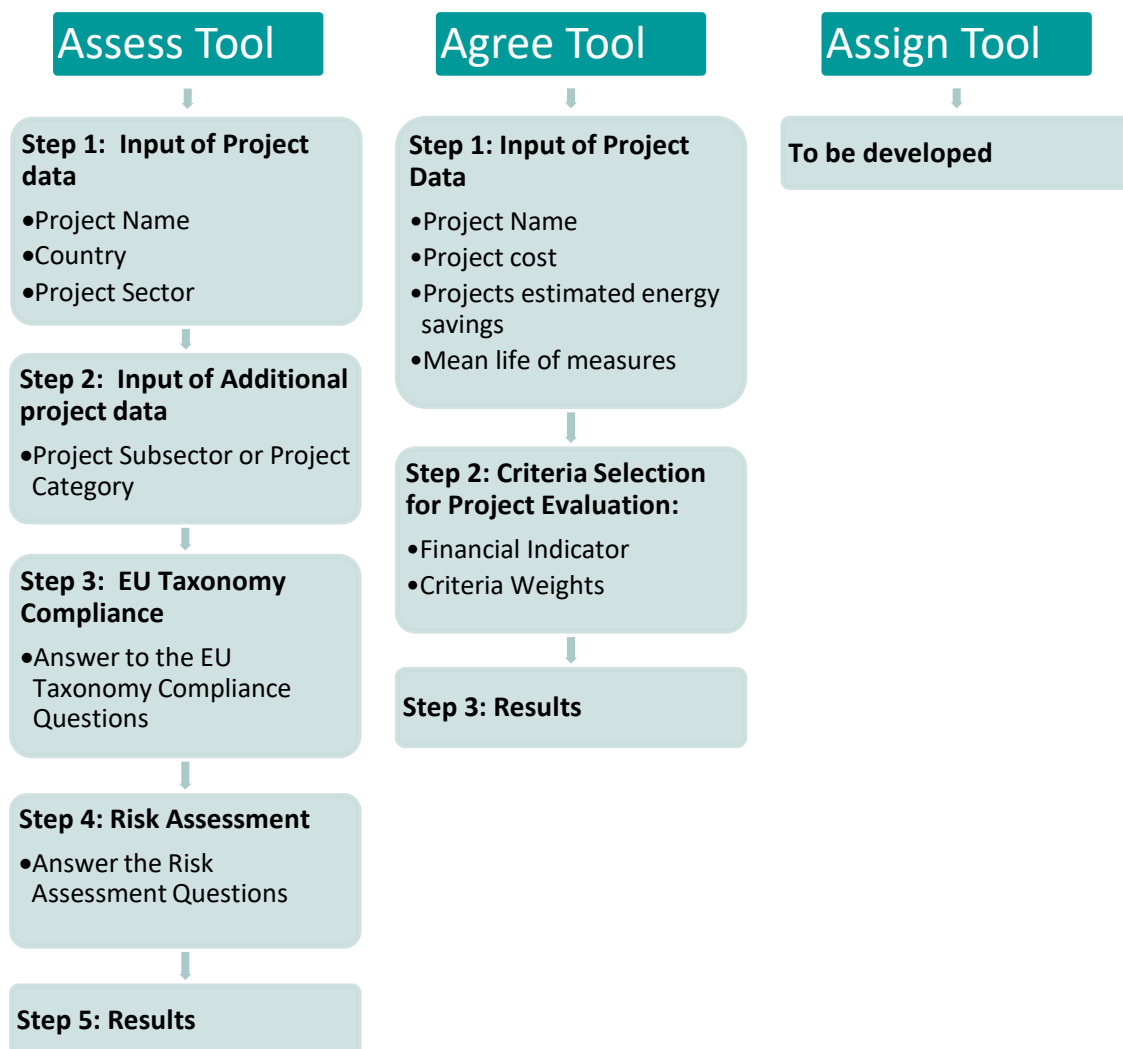 Assess Tool
Step 1:  Input of Project
data
•Project Name
•Country
•Project Sector
Step 2:  Input of Additional
project data
•Project Subsector or Project
Category
Step 3:  EU Taxonomy
Compliance
•Answer to the EU
Taxonomy Compliance
Questions
Step 4: Risk Assessment
•Answer the Risk
Assessment Questions
Step 5: Results
Agree Tool
Step 1: Input of Project
Data
•Project Name
•Project cost
•Projects estimated energy
savings
•Mean life of measures
Step 2: Criteria Selection
for Project Evaluation:
•Financial Indicator
•Criteria Weights
Step 3: Results
Assign Tool
To be developed